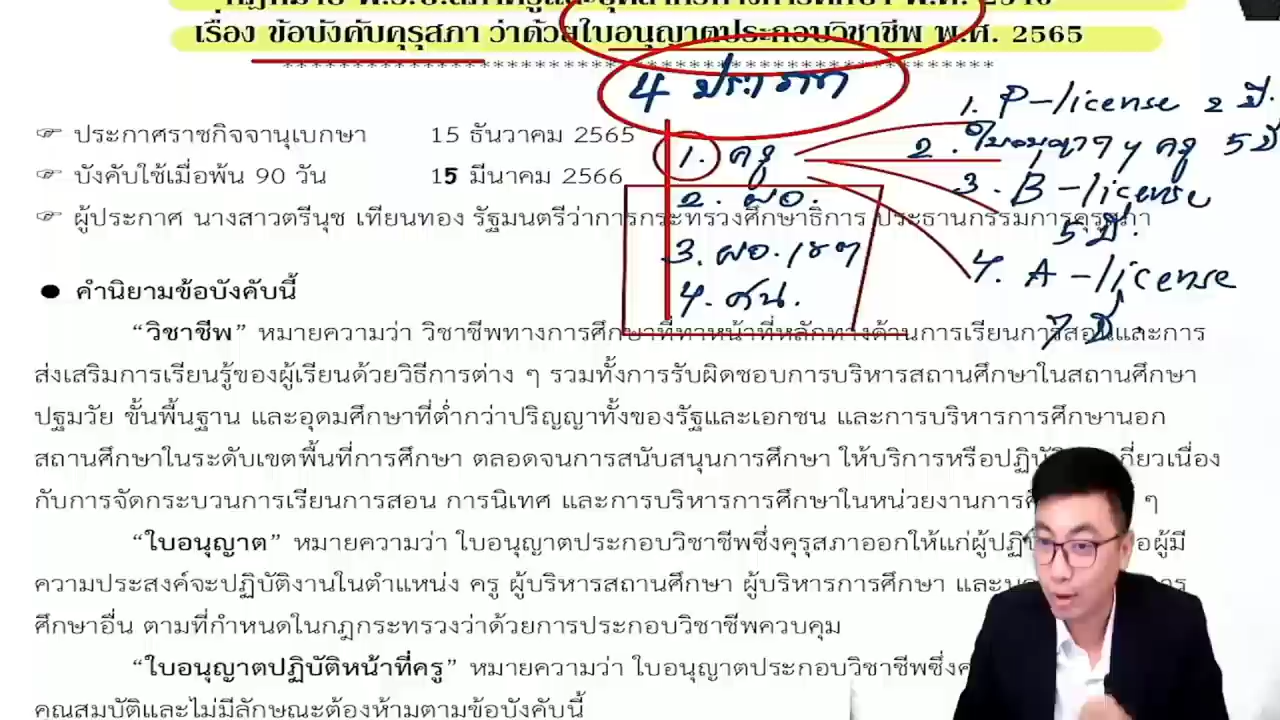 เรื่อง ข้อบังคับคุรุสภา ว่าด้วยใบอนุญาตประกอบวิชาชีพ พ.ศ. 2565
4 ประเภท
1. P-license 2 ปี.
☞ ประกาศราชกิจจานุเบกษา 15 ธันวาคม 2565
1. ครู
2. ใบอนุญาตฯ ครู 5 ปี
☞ บังคับใช้เมื่อพ้น 90 วัน 15 มีนาคม 2566
2. ผอ.
3. B-license
5 ปี.
☞ ผู้ประกาศ นางสาวตรีนุช เทียนทอง รัฐมนตรีว่าการกระทรวงศึกษาธิการ ประธานกรรมการคุรุสภา
3. ผอ.เขต
4. A-license
7 ปี.
4. ศน.
● คำนิยามข้อบังคับนี้
“วิชาชีพ” หมายความว่า วิชาชีพทางการศึกษาที่ทำหน้าที่หลักทางด้านการเรียนการสอนและการ
ส่งเสริมการเรียนรู้ของผู้เรียนด้วยวิธีการต่าง ๆ รวมทั้งการรับผิดชอบการบริหารสถานศึกษาในสถานศึกษา
ปฐมวัย ขั้นพื้นฐาน และอุดมศึกษาที่ต่ำกว่าปริญญาทั้งของรัฐและเอกชน และการบริหารการศึกษานอก
สถานศึกษาในระดับเขตพื้นที่การศึกษา ตลอดจนการสนับสนุนการศึกษา ให้บริการหรือปฏิบัติ กี่ยวเนื่อง
กับการจัดกระบวนการเรียนการสอน การนิเทศ และการบริหารการศึกษาในหน่วยงานการศึ ๆ
“ใบอนุญาต” หมายความว่า ใบอนุญาตประกอบวิชาชีพซึ่งคุรุสภาออกให้แก่ผู้ปฏิบั อผู้มี
ความประสงค์จะปฏิบัติงานในตำแหน่ง ครู ผู้บริหารสถานศึกษา ผู้บริหารการศึกษา และ การ
ศึกษาอื่น ตามที่กำหนดในกฎกระทรวงว่าด้วยการประกอบวิชาชีพควบคุม
“ใบอนุญาตปฏิบัติหน้าที่ครู” หมายความว่า ใบอนุญาตประกอบวิชาชีพซึ่ง
คุณสมบัติและไม่มีลักษณะต้องห้ามตามข้อบังคับนี้